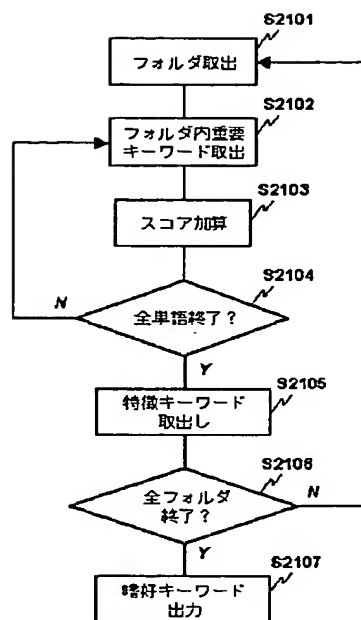 S2101
フォルダ取出
S2102
フォルダ内重要
キーワード取出
S2103
スコア加算
S2104
N
全単語終了？
Y
S2105
特徴キーワード
取出し
S2106
全フォルダ
終了？
N
Y
S2107
嗜好キーワード
出力